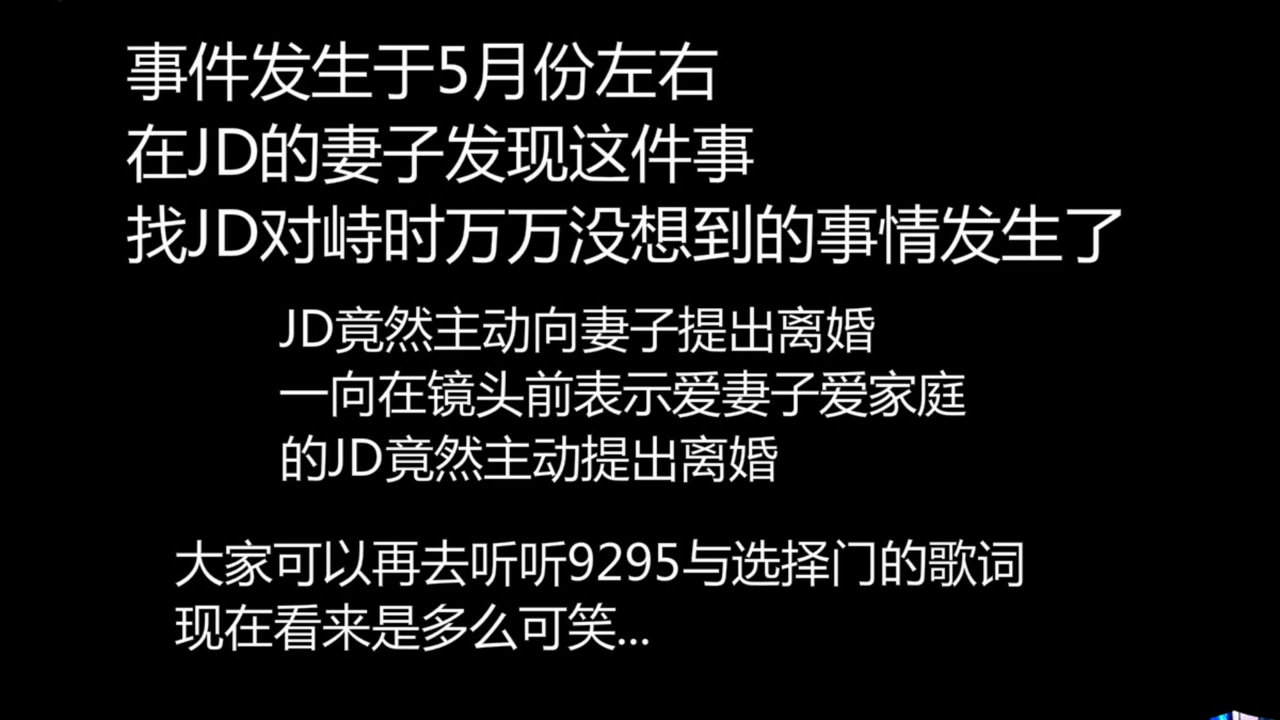 事件发生于5月份左右
在JD的妻子发现这件事
找JD对峙时万万没想到的事情发生了
JD竟然主动向妻子提出离婚
一向在镜头前表示爱妻子爱家庭
的JD竟然主动提出离婚
大家可以再去听听9295与选择门的歌词
现在看来是多么可笑...